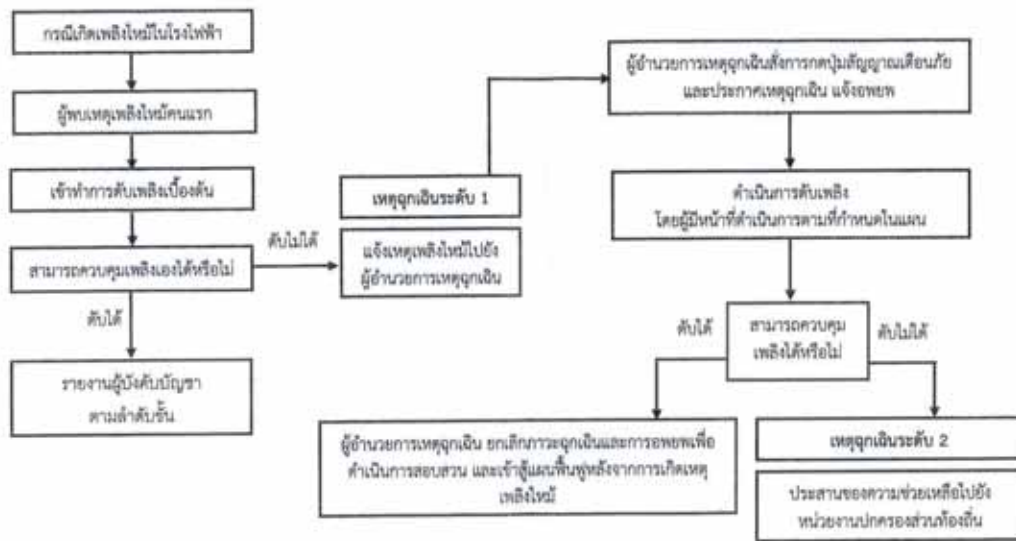 กรณีเกิดเพลิงไหม้ในโรงไฟฟ้า
ผู้พบเหตุเพลิงไหม้คนแรก
เข้าทำการดับเพลิงเบื้องต้น
สามารถควบคุมเพลิงเองได้หรือไม่
ดับได้
รายงานผู้บังคับบัญชา
ตามลำดับชั้น
ดับไม่ได้
เหตุฉุกเฉินระดับ 1
แจ้งเหตุเพลิงไหม้ไปยัง
ผู้อำนวยการเหตุฉุกเฉิน
ผู้อำนวยการเหตุฉุกเฉินสั่งการกดปุ่มสัญญาณเตือนภัย
และประกาศเหตุฉุกเฉิน แจ้งอพยพ
ดำเนินการดับเพลิง
โดยผู้มีหน้าที่ดำเนินการตามที่กำหนดในแผน
สามารถควบคุม
เพลิงได้หรือไม่
ดับได้
ผู้อำนวยการเหตุฉุกเฉิน ยกเลิกภาวะฉุกเฉินและการอพยพเพื่อ
ดำเนินการสอบสวน และเข้าสู่แผนฟื้นฟูหลังจากการเกิดเหตุ
เพลิงไหม้
ดับไม่ได้
เหตุฉุกเฉินระดับ 2
ประสานของความช่วยเหลือไปยัง
หน่วยงานปกครองส่วนท้องถิ่น